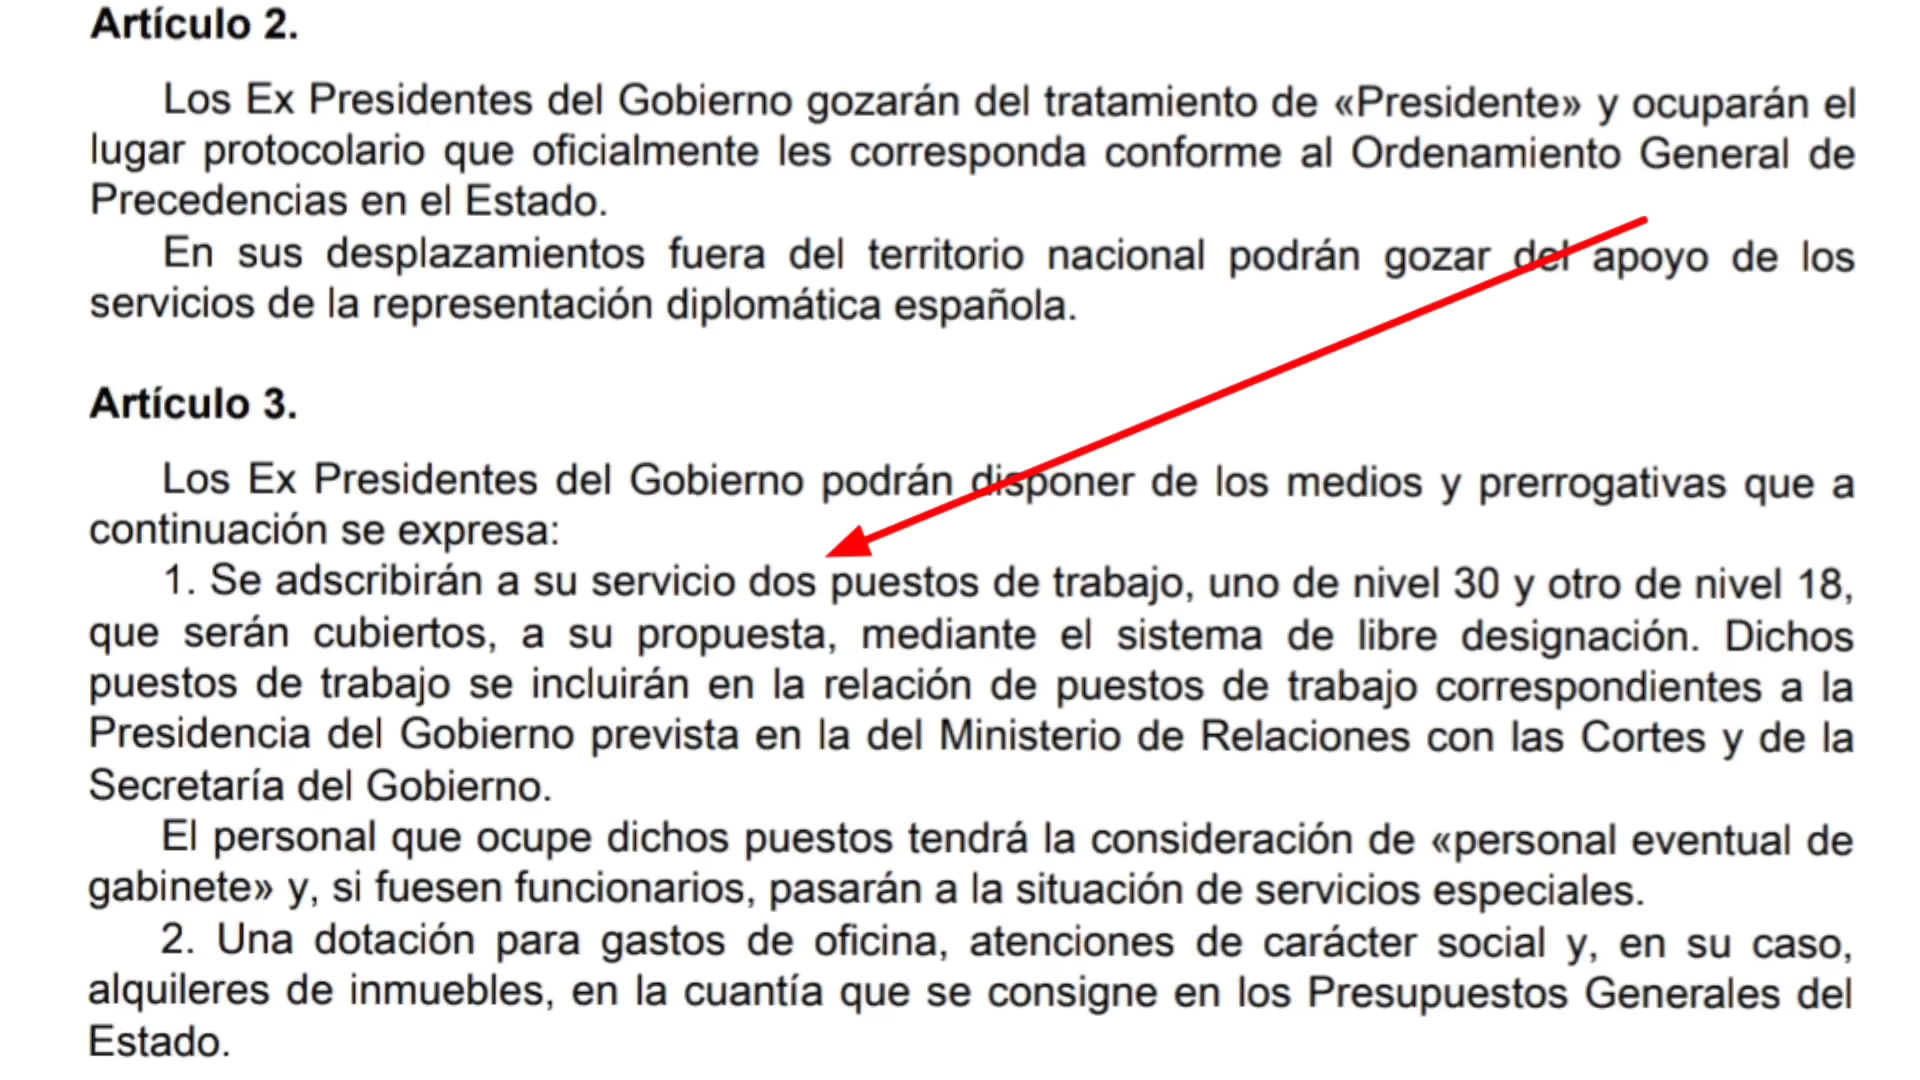 Artículo 2.
Los Ex Presidentes del Gobierno gozarán del tratamiento de «Presidente» y ocuparán el
lugar protocolario que oficialmente les corresponda conforme al Ordenamiento General de
Precedencias en el Estado.
En sus desplazamientos fuera del territorio nacional podrán gozar del apoyo de los
servicios de la representación diplomática española.
Artículo 3.
Los Ex Presidentes del Gobierno podrán disponer de los medios y prerrogativas que a
continuación se expresa:
1. Se adscribirán a su servicio dos puestos de trabajo, uno de nivel 30 y otro de nivel 18,
que serán cubiertos, a su propuesta, mediante el sistema de libre designación. Dichos
puestos de trabajo se incluirán en la relación de puestos de trabajo correspondientes a la
Presidencia del Gobierno prevista en la del Ministerio de Relaciones con las Cortes y de la
Secretaría del Gobierno.
El personal que ocupe dichos puestos tendrá la consideración de «personal eventual de
gabinete» y, si fuesen funcionarios, pasarán a la situación de servicios especiales.
2. Una dotación para gastos de oficina, atenciones de carácter social y, en su caso,
alquileres de inmuebles, en la cuantía que se consigne en los Presupuestos Generales del
Estado.